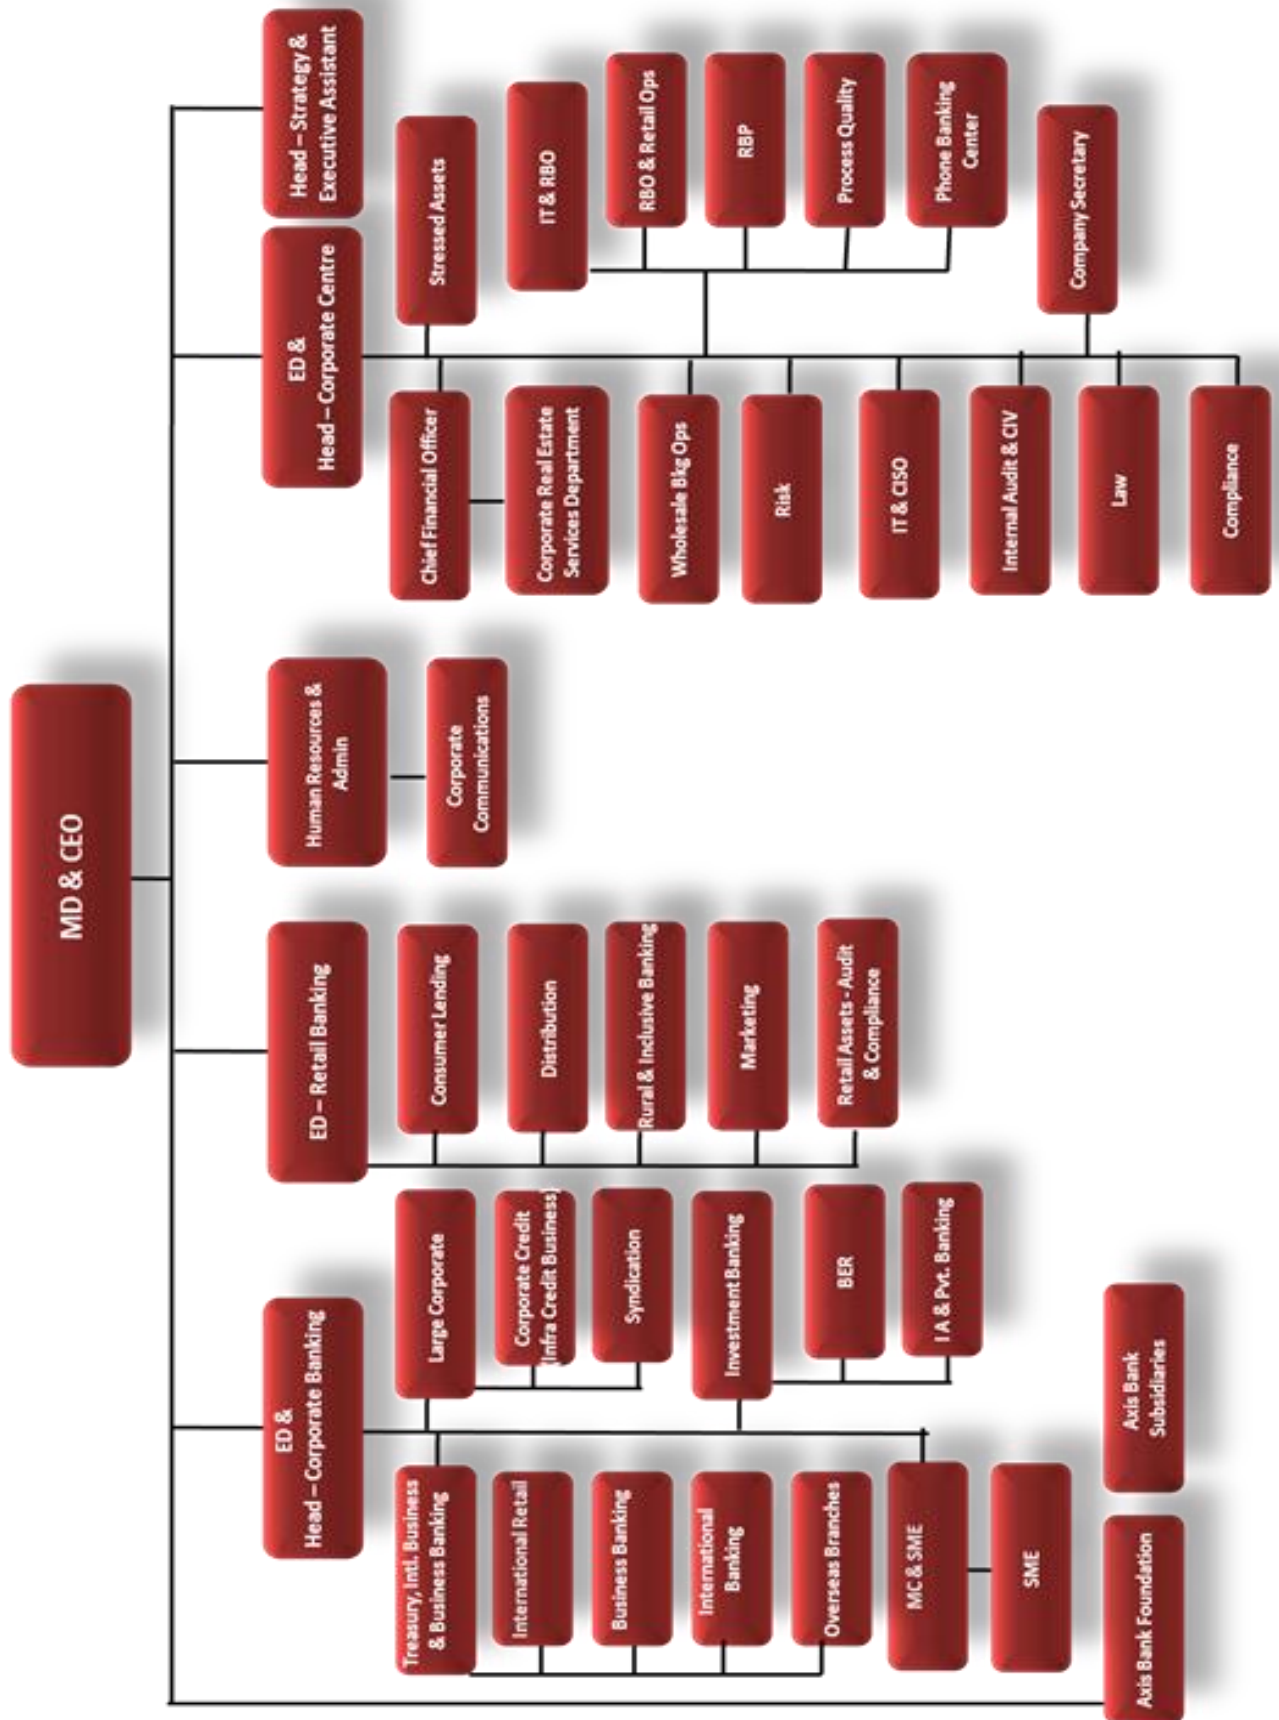 MD & CEO
ED &
Head – Corporate Banking
ED – Retail Banking
Human Resources &
Admin
ED &
Head – Corporate Centre
Head – Strategy &
Executive Assistant
Treasury, Intl. Business
& Business Banking
International Retail
Business Banking
International
Banking
Overseas Branches
MC & SME
SME
Large Corporate
Corporate Credit
(Infra Credit Business)
Syndication
Investment Banking
BER
I A & Pvt. Banking
Consumer Lending
Distribution
Rural & Inclusive Banking
Marketing
Retail Assets - Audit
& Compliance
Corporate
Communications
Chief Financial Officer
Corporate Real Estate
Services Department
Wholesale Bkg Ops
Risk
IT & CISO
Internal Audit & CIV
Law
Compliance
Stressed Assets
IT & RBO
RBO & Retail Ops
RBP
Process Quality
Phone Banking
Center
Company Secretary
Axis Bank Foundation
Axis Bank
Subsidiaries